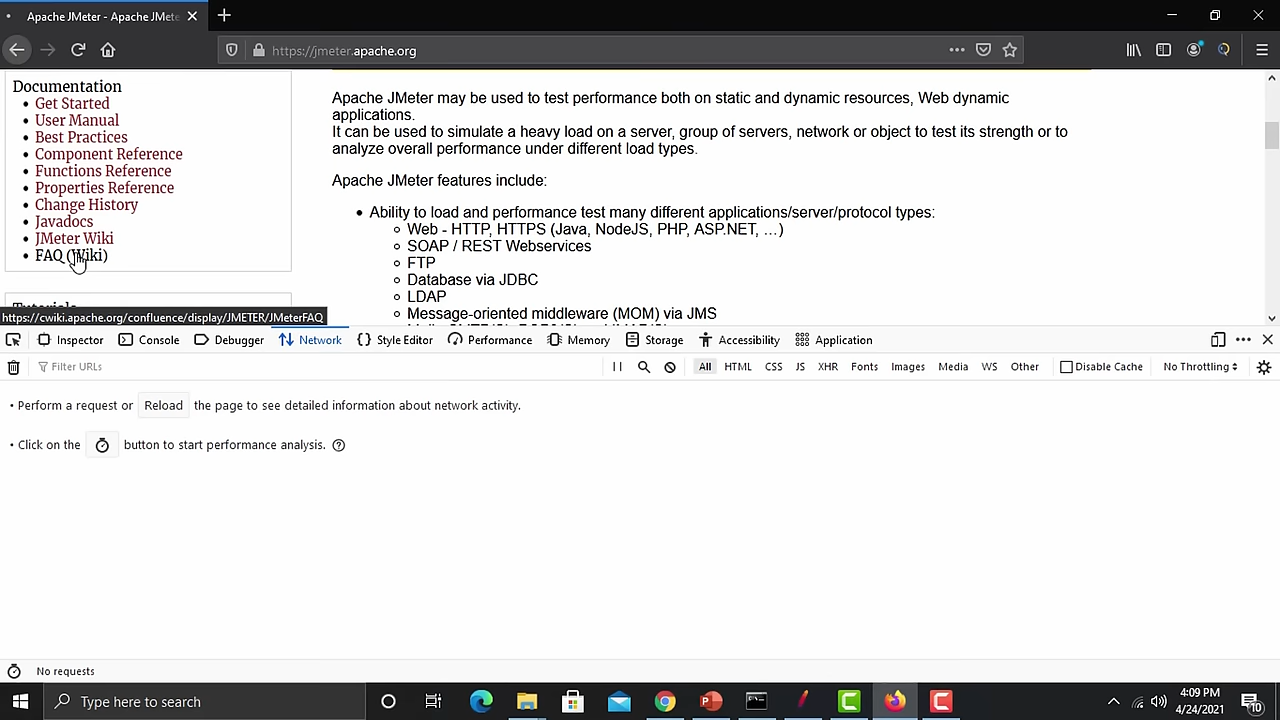 Apache JMeter - Apache JMete
https://jmeter.apache.org
Documentation
Get Started
User Manual
Best Practices
Component Reference
Functions Reference
Properties Reference
Change History
Javadocs
JMeter Wiki
FAQ (Wiki)
Tutorials
https://cwiki.apache.org/confluence/display/JMETER/JMeterFAQ
Apache JMeter may be used to test performance both on static and dynamic resources, Web dynamic
applications.
It can be used to simulate a heavy load on a server, group of servers, network or object to test its strength or to
analyze overall performance under different load types.
Apache JMeter features include:
Ability to load and performance test many different applications/server/protocol types:
Web - HTTP, HTTPS (Java, NodeJS, PHP, ASP.NET, …)
SOAP / REST Webservices
FTP
Database via JDBC
LDAP
Message-oriented middleware (MOM) via JMS
Inspector Console Debugger Network Style Editor Performance Memory Storage Accessibility Application
Filter URLs All HTML CSS JS XHR Fonts Images Media WS Other Disable Cache No Throttling
• Perform a request or Reload the page to see detailed information about network activity.
• Click on the button to start performance analysis.
No requests
Type here to search
4:09 PM
4/24/2021
10